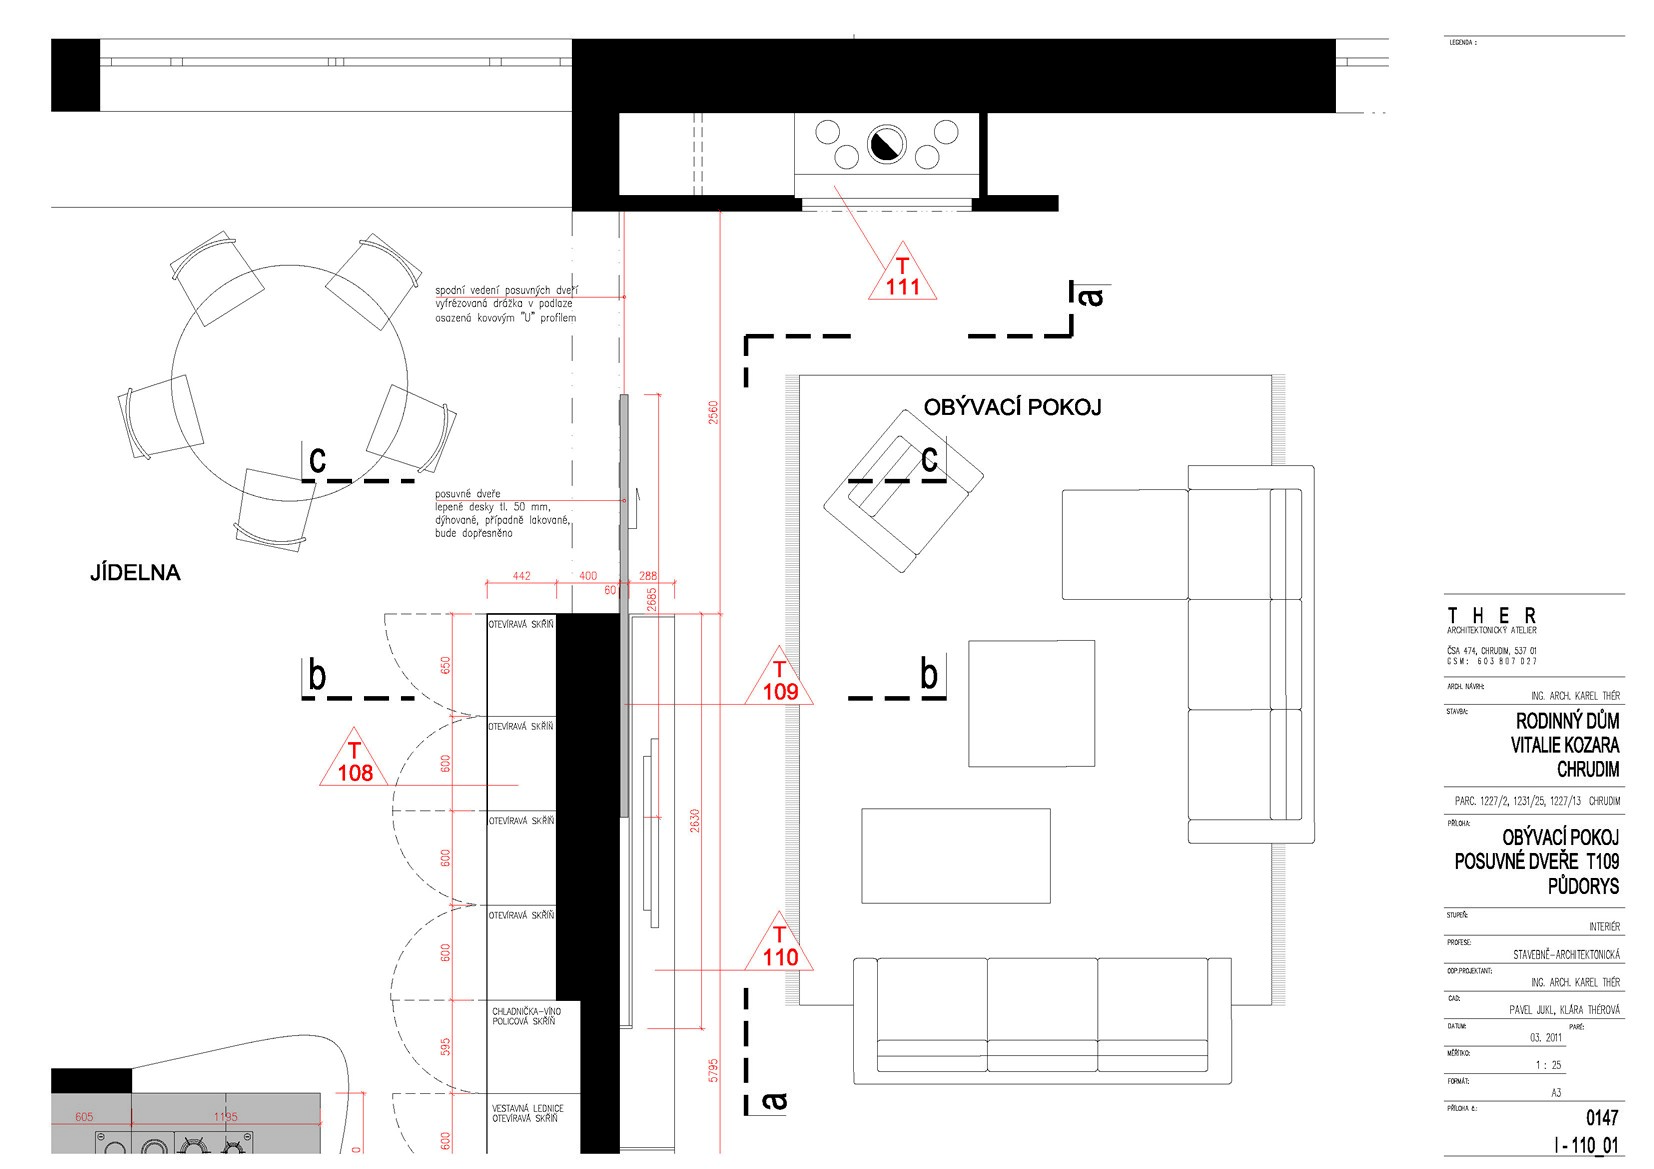 LEGENDA :
T
111
a
spodní vedení posuvných dveří
vyfrézovaná drážka v podlaze
osazená kovovým "U" profilem
2560
OBÝVACÍ POKOJ
c
c
posuvné dveře
lepené desky tl. 50 mm,
dýhované, případně lakované,
bude dopřesněno
JÍDELNA
442
400
60
288
2685
OTEVÍRAVÁ SKŘÍŇ
650
b
b
T
109
OTEVÍRAVÁ SKŘÍŇ
T
108
600
OTEVÍRAVÁ SKŘÍŇ
2630
600
OTEVÍRAVÁ SKŘÍŇ
T
110
600
CHLADNIČKA-VÍNO
POLICOVÁ SKŘÍŇ
595
5795
a
VESTAVNÁ LEDNICE
OTEVÍRAVÁ SKŘÍŇ
605
1195
600
0
THER
ARCHITEKTONICKÝ ATELIER
ČSA 474, CHRUDIM, 537 01
GSM: 603 807 027
ARCH. NÁVRH:
ING. ARCH. KAREL THÉR
STAVBA:
RODINNÝ DŮM
VITALIE KOZARA
CHRUDIM
PARC. 1227/2, 1231/25, 1227/13 CHRUDIM
PŘÍLOHA:
OBÝVACÍ POKOJ
POSUVNÉ DVEŘE T109
PŮDORYS
STUPEŇ:
INTERIÉR
PROFESE:
STAVEBNĚ-ARCHITEKTONICKÁ
ODP.PROJEKTANT:
ING. ARCH. KAREL THÉR
CAD:
PAVEL JUKL, KLÁRA THÉROVÁ
DATUM:
PARÉ:
03. 2011
MĚŘÍTKO:
1 : 25
FORMÁT:
A3
PŘÍLOHA č.:
0147
I - 110_01